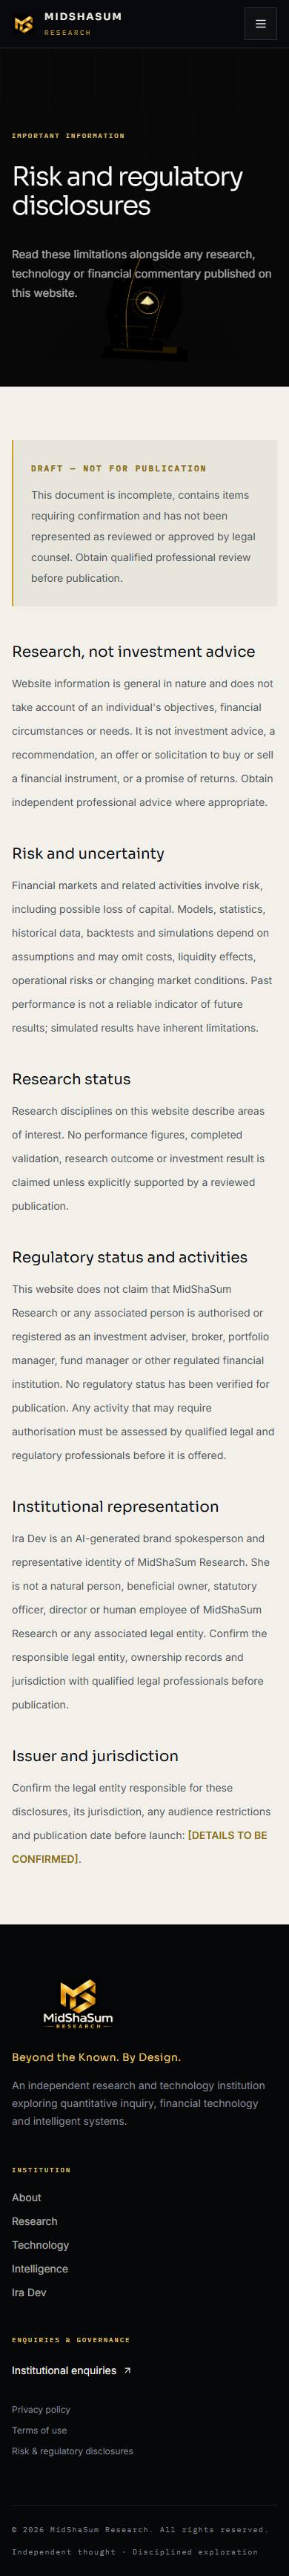 MIDSHASUM
RESEARCH
IMPORTANT INFORMATION
Risk and regulatory
disclosures
Read these limitations alongside any research,
technology or financial commentary published on
this website.
DRAFT — NOT FOR PUBLICATION
This document is incomplete, contains items
requiring confirmation and has not been
represented as reviewed or approved by legal
counsel. Obtain qualified professional review
before publication.
Research, not investment advice
Website information is general in nature and does not
take account of an individual's objectives, financial
circumstances or needs. It is not investment advice, a
recommendation, an offer or solicitation to buy or sell
a financial instrument, or a promise of returns. Obtain
independent professional advice where appropriate.
Risk and uncertainty
Financial markets and related activities involve risk,
including possible loss of capital. Models, statistics,
historical data, backtests and simulations depend on
assumptions and may omit costs, liquidity effects,
operational risks or changing market conditions. Past
performance is not a reliable indicator of future
results; simulated results have inherent limitations.
Research status
Research disciplines on this website describe areas
of interest. No performance figures, completed
validation, research outcome or investment result is
claimed unless explicitly supported by a reviewed
publication.
Regulatory status and activities
This website does not claim that MidShaSum
Research or any associated person is authorised or
registered as an investment adviser, broker, portfolio
manager, fund manager or other regulated financial
institution. No regulatory status has been verified for
publication. Any activity that may require
authorisation must be assessed by qualified legal and
regulatory professionals before it is offered.
Institutional representation
Ira Dev is an AI-generated brand spokesperson and
representative identity of MidShaSum Research. She
is not a natural person, beneficial owner, statutory
officer, director or human employee of MidShaSum
Research or any associated legal entity. Confirm the
responsible legal entity, ownership records and
jurisdiction with qualified legal professionals before
publication.
Issuer and jurisdiction
Confirm the legal entity responsible for these
disclosures, its jurisdiction, any audience restrictions
and publication date before launch: [DETAILS TO BE
CONFIRMED].
MidShaSum
RESEARCH
Beyond the Known. By Design.
An independent research and technology institution
exploring quantitative inquiry, financial technology
and intelligent systems.
INSTITUTION
About
Research
Technology
Intelligence
Ira Dev
ENQUIRIES & GOVERNANCE
Institutional enquiries
Privacy policy
Terms of use
Risk & regulatory disclosures
© 2026 MidShaSum Research. All rights reserved.
Independent thought · Disciplined exploration